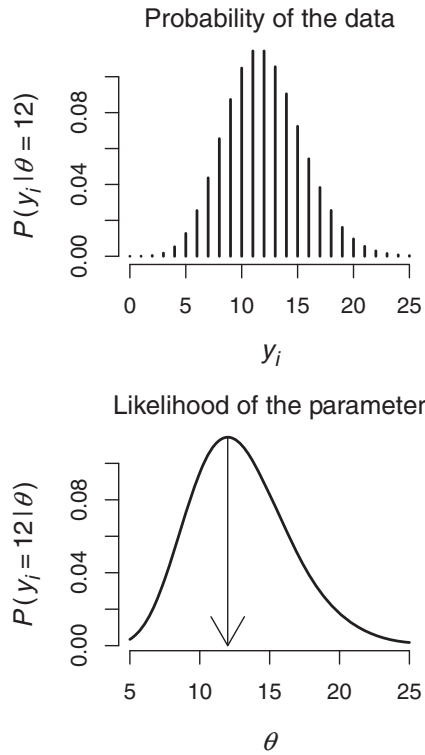 Probability of the data
P(y_i | θ = 12)
0.00 0.04 0.08
0 5 10 15 20 25
y_i
Likelihood of the parameter
P(y_i = 12 | θ)
0.00 0.04 0.08
5 10 15 20 25
θ